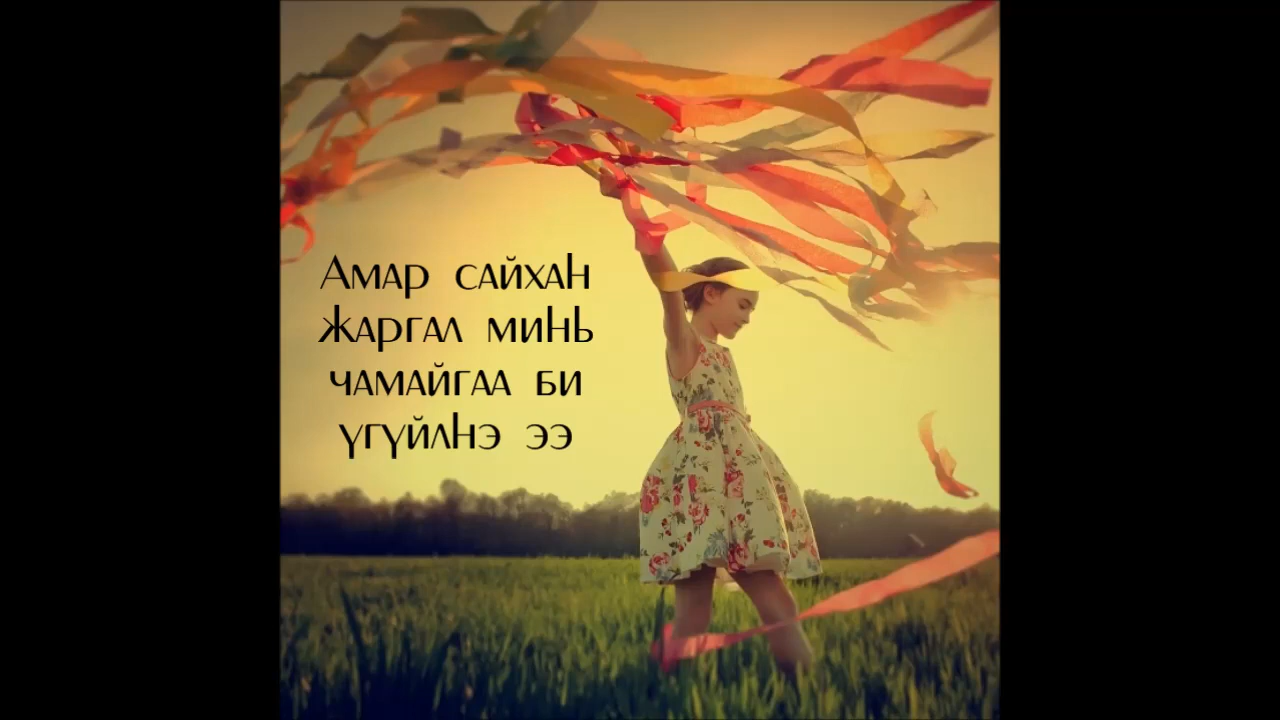 Амар сайхан
жаргал минь
чамайгаа би
үгүйлнэ ээ